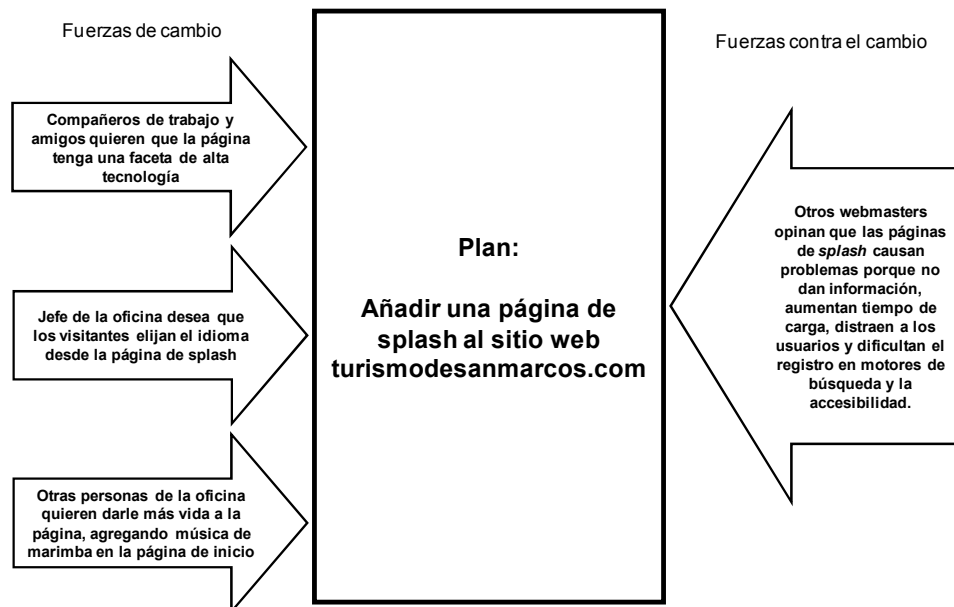 Fuerzas de cambio
Compañeros de trabajo y
amigos quieren que la página
tenga una faceta de alta
tecnología
Jefe de la oficina desea que
los visitantes elijan el idioma
desde la página de splash
Otras personas de la oficina
quieren darle más vida a la
página, agregando música de
marimba en la página de inicio
Plan:
Añadir una página de
splash al sitio web
turismodesanmarcos.com
Fuerzas contra el cambio
Otros webmasters
opinan que las páginas
de splash causan
problemas porque no
dan información,
aumentan tiempo de
carga, distraen a los
usuarios y dificultan el
registro en motores de
búsqueda y la
accesibilidad.